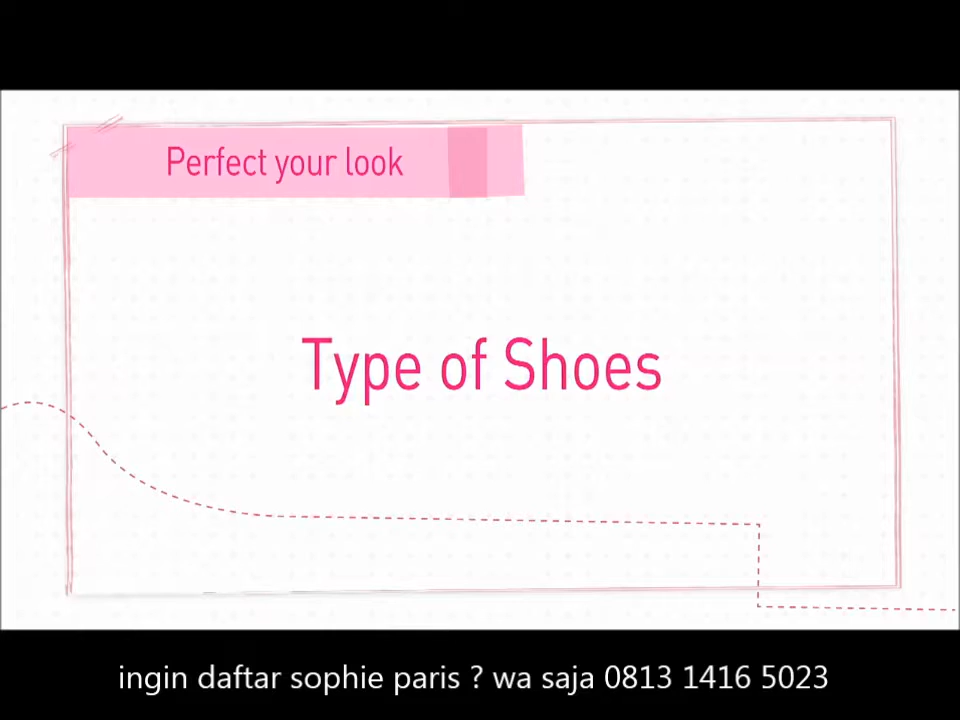 Perfect your look
Type of Shoes
ingin daftar sophie paris ? wa saja 0813 1416 5023